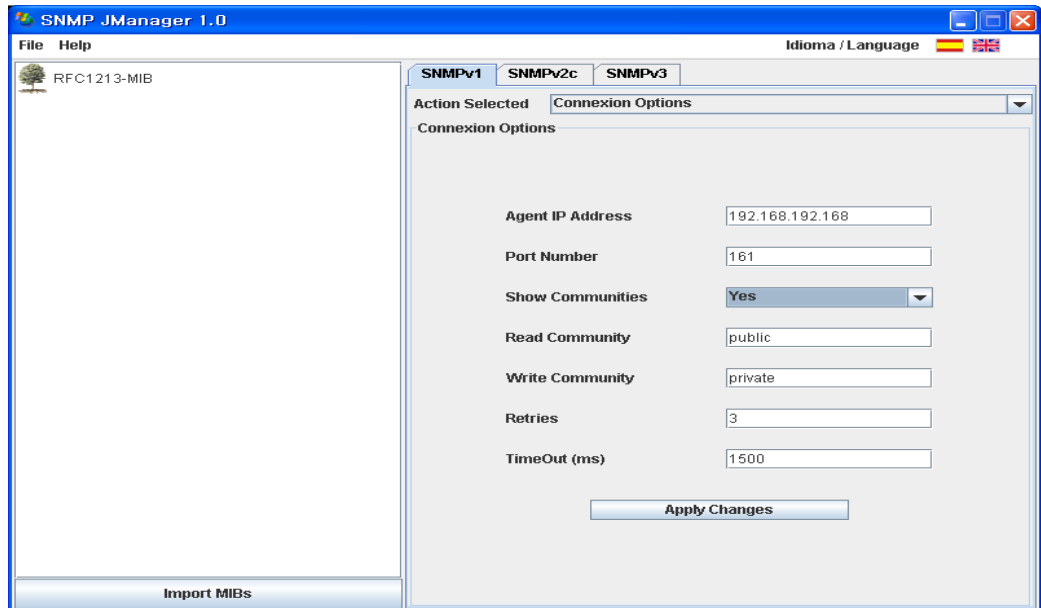 SNMP JManager 1.0
File Help Idioma / Language
RFC1213-MIB
SNMPv1 SNMPv2c SNMPv3
Action Selected Connexion Options
Connexion Options
Agent IP Address 192.168.192.168
Port Number 161
Show Communities Yes
Read Community public
Write Community private
Retries 3
TimeOut (ms) 1500
Apply Changes
Import MIBs